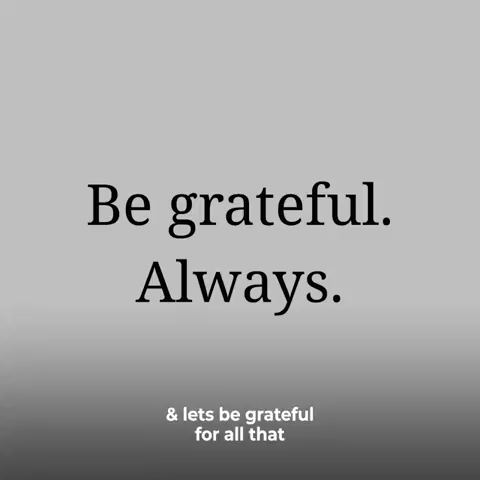 Be grateful.
Always.
& lets be grateful
for all that